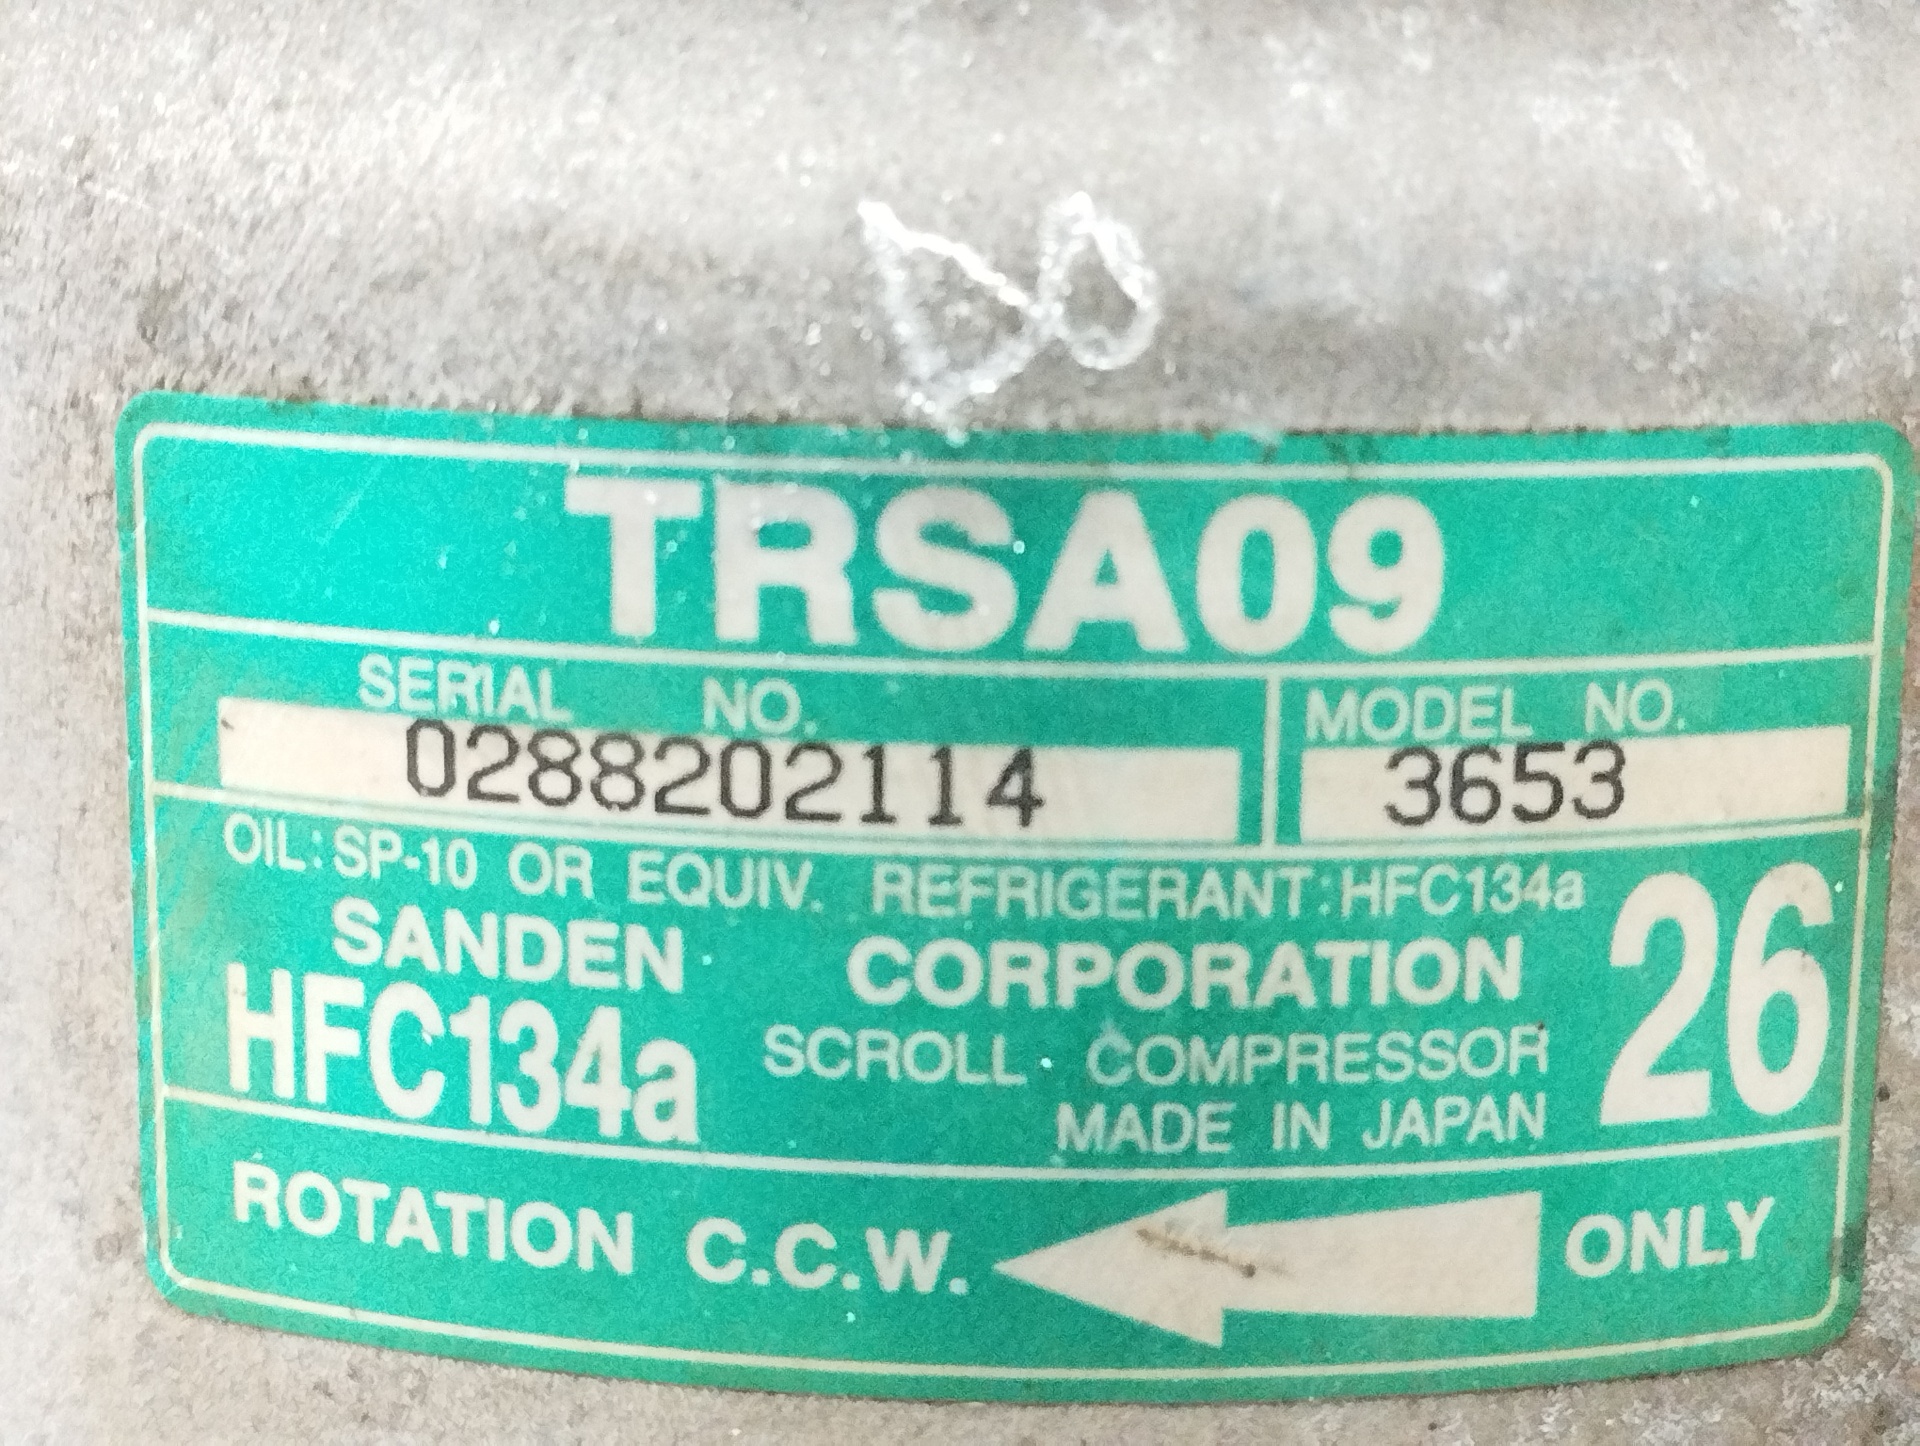 TRSA09
SERIAL NO.
0288202114
MODEL NO.
3653
OIL:SP-10 OR EQUIV. REFRIGERANT:HFC134a
SANDEN CORPORATION
HFC134a
SCROLL COMPRESSOR
MADE IN JAPAN
26
ROTATION C.C.W. ONLY